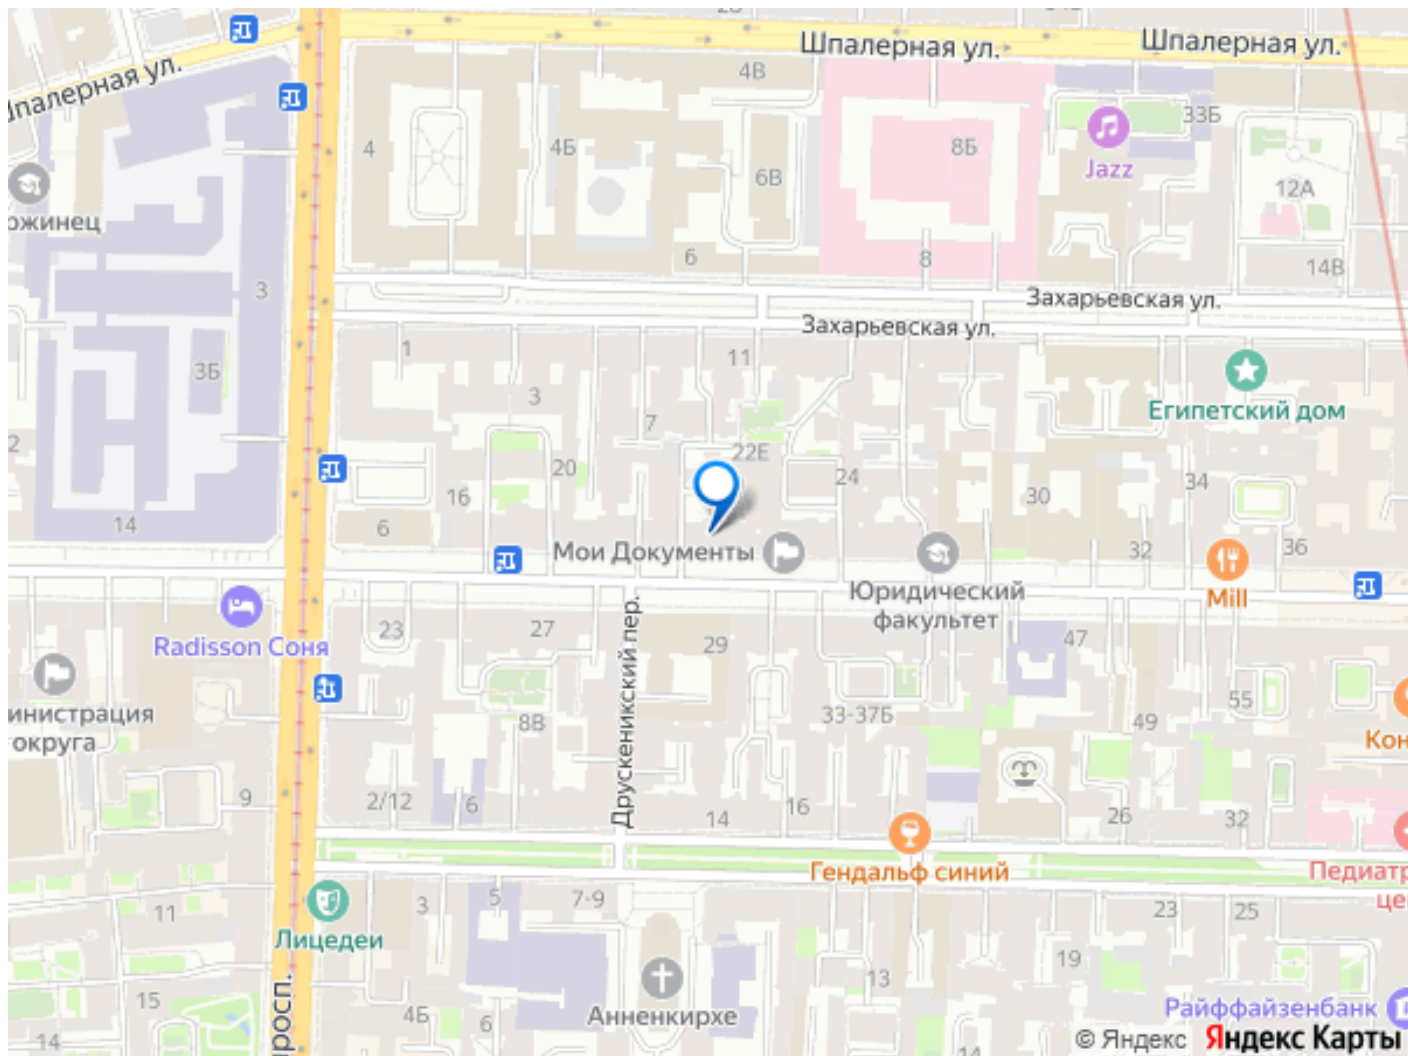 Шпалерная ул.
Шпалерная ул.
Шпалерная ул.
4В
4
4Б
6В
8Б
33Б
Jazz
12А
6
8
14В
3
Захарьевская ул.
Захарьевская ул.
1
11
3Б
3
7
Египетский дом
22Е
20
24
16
34
30
14
6
32
36
Мои Документы
Юридический
факультет
Mill
Radisson Соня
23
27
29
47
Друскеникский пер.
инистрация
округа
8В
33-37Б
49
55
Кон
9
2/12
6
14
16
26
32
Гендальф синий
Педиатр
це
11
3
5
7-9
23
25
Лицедеи
13
19
15
просп.
4Б
6
Анненкирхе
14
14
Райффайзенбанк
© Яндекс Яндекс Карты